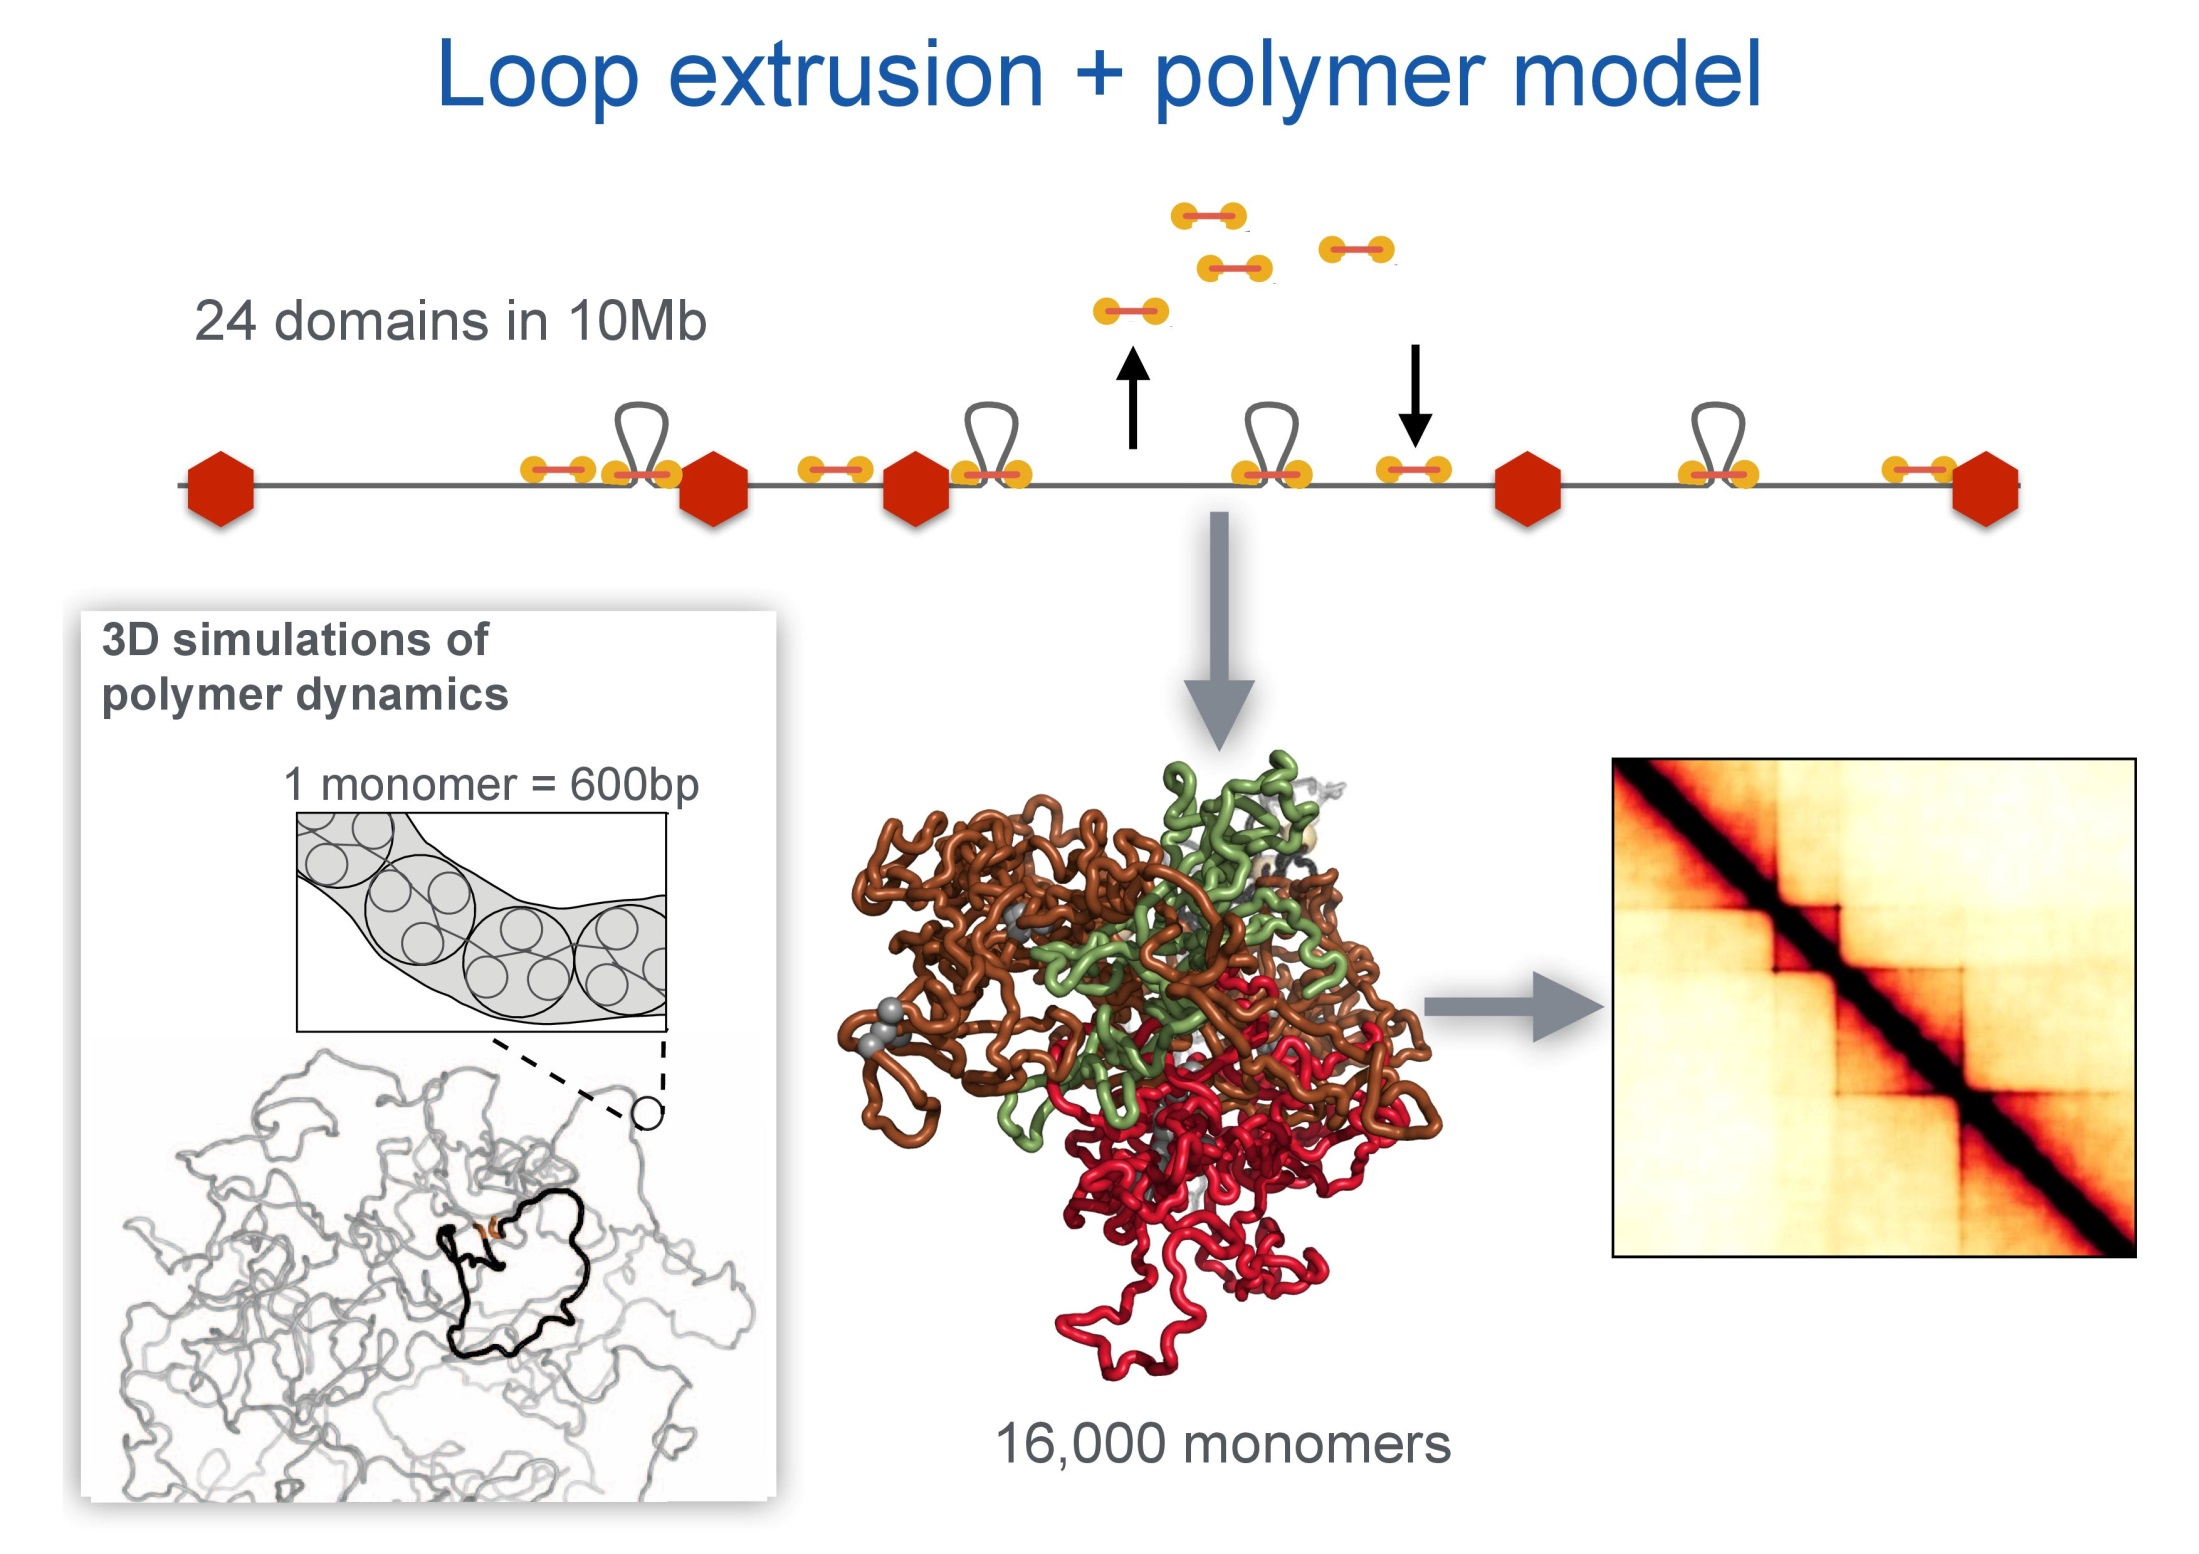 Loop extrusion + polymer model
24 domains in 10Mb
3D simulations of
polymer dynamics
1 monomer = 600bp
16,000 monomers